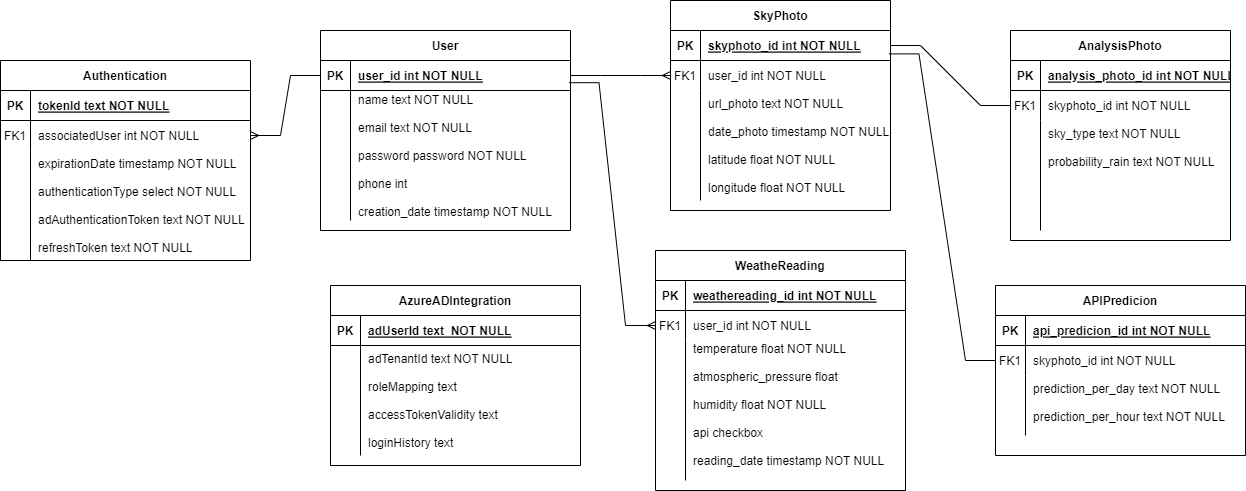 Authentication
PK tokenId text NOT NULL
FK1 associatedUser int NOT NULL
expirationDate timestamp NOT NULL
authenticationType select NOT NULL
adAuthenticationToken text NOT NULL
refreshToken text NOT NULL
User
PK user_id int NOT NULL
name text NOT NULL
email text NOT NULL
password password NOT NULL
phone int
creation_date timestamp NOT NULL
SkyPhoto
PK skyphoto_id int NOT NULL
FK1 user_id int NOT NULL
url_photo text NOT NULL
date_photo timestamp NOT NULL
latitude float NOT NULL
longitude float NOT NULL
AnalysisPhoto
PK analysis_photo_id int NOT NULL
FK1 skyphoto_id int NOT NULL
sky_type text NOT NULL
probability_rain text NOT NULL
AzureADIntegration
PK adUserId text NOT NULL
adTenantId text NOT NULL
roleMapping text
accessTokenValidity text
loginHistory text
WeatheReading
PK weathereading_id int NOT NULL
FK1 user_id int NOT NULL
temperature float NOT NULL
atmospheric_pressure float
humidity float NOT NULL
api checkbox
reading_date timestamp NOT NULL
APIPredicion
PK api_predicion_id int NOT NULL
FK1 skyphoto_id int NOT NULL
prediction_per_day text NOT NULL
prediction_per_hour text NOT NULL